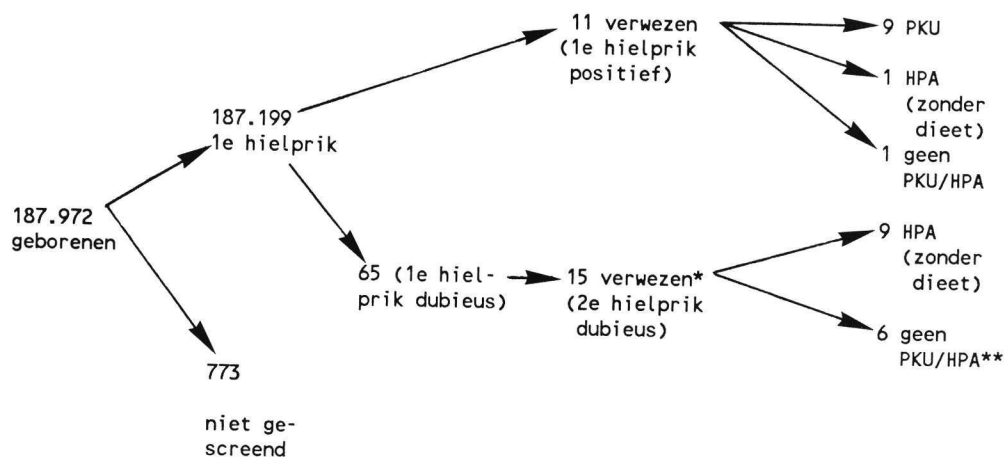 11 verwezen
(1e hielprik
positief)
9 PKU
1 HPA
(zonder
dieet)
1 geen
PKU/HPA
187.199
1e hielprik
187.972
geborenen
65 (1e hiel-
prik dubieus)
15 verwezen*
(2e hielprik
dubieus)
9 HPA
(zonder
dieet)
6 geen
PKU/HPA**
773
niet ge-
screend